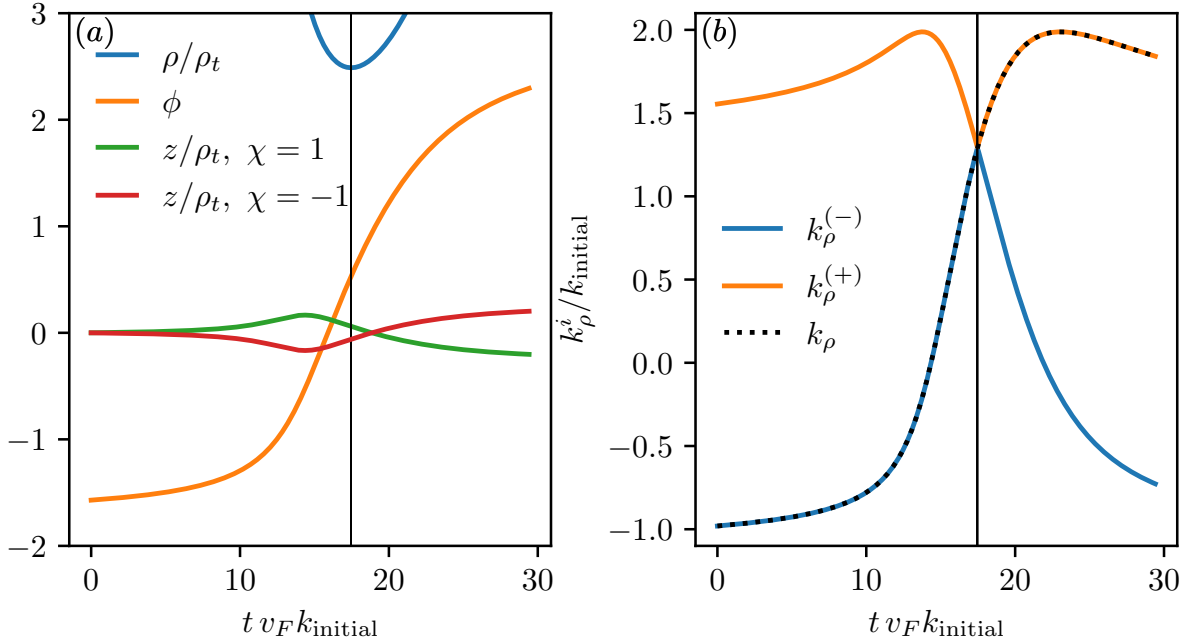 (a)
3
2
1
0
−1
−2
ρ/ρ_t
ϕ
z/ρ_t, χ = 1
z/ρ_t, χ = −1
0
10
20
30
t v_F k_initial
(b)
k_ρ^i/k_initial
2.0
1.5
1.0
0.5
0.0
−0.5
−1.0
k_ρ^(−)
k_ρ^(+)
k_ρ
0
10
20
30
t v_F k_initial